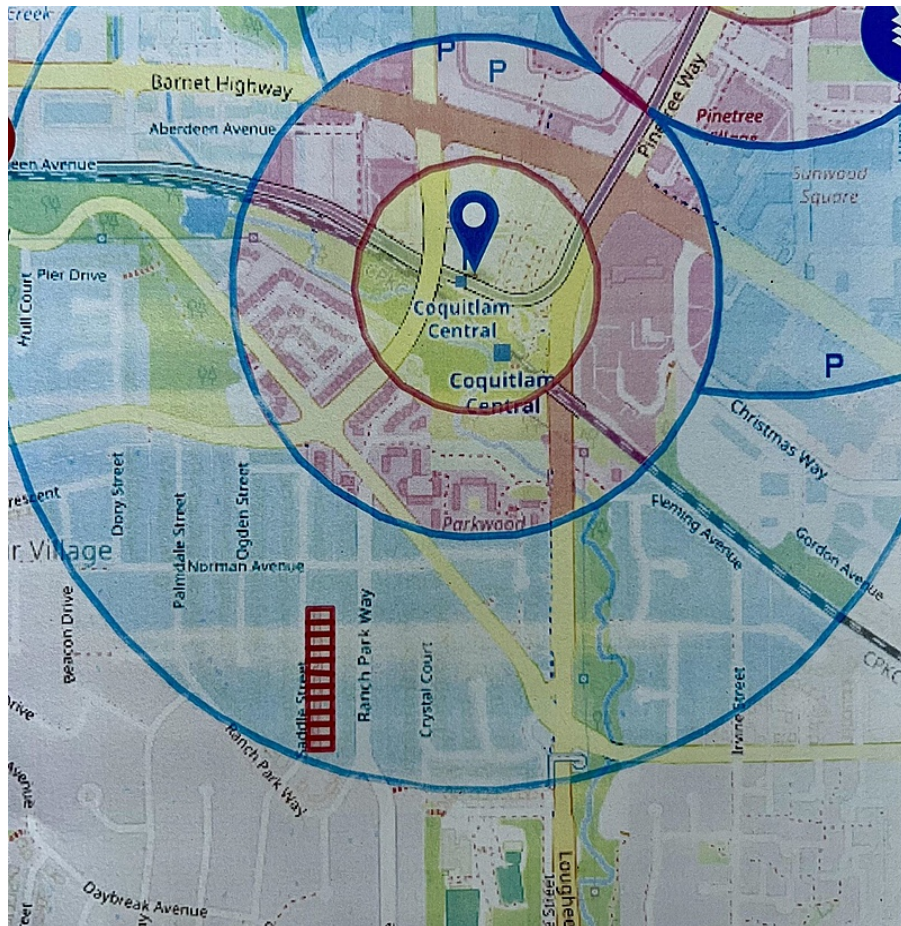 Creek
P
P
Barnet Highway
Pinetree Way
Pinetree
Village
Aberdeen Avenue
een Avenue
Sunwood
Square
Pier Drive
Hull Court
Coquitlam
Central
P
Coquitlam
Central
Christmas Way
rescent
Dory Street
Palmdale Street
Ogden Street
Parkwood
Fleming Avenue
Gordon Avenue
r Village
Norman Avenue
Beacon Drive
Saddle Street
Ranch Park Way
Crystal Court
Irvine Street
CPKC
rive
Ranch Park Way
Avenue
Daybreak Avenue
Loughee